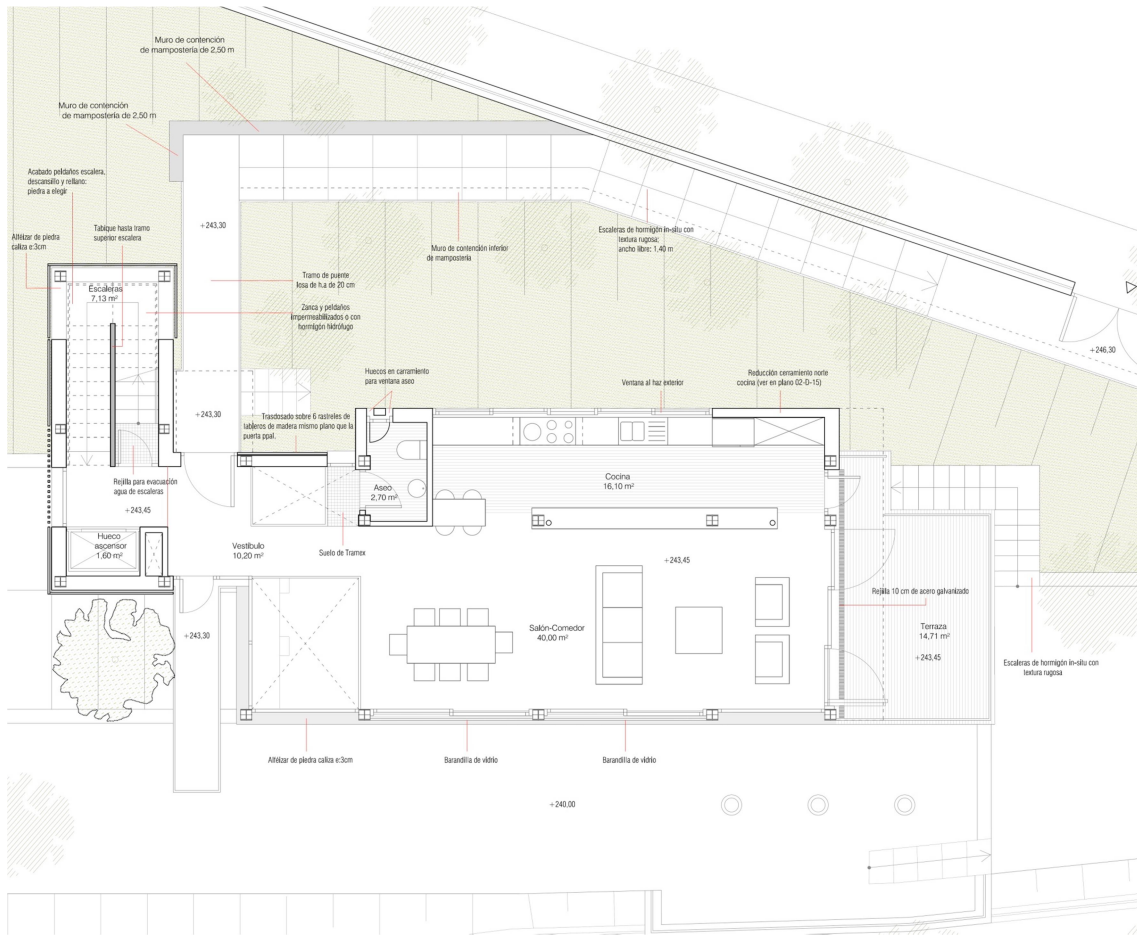 Muro de contención
de mampostería de 2,50 m
Muro de contención
de mampostería de 2,50 m
Acabado peldaños escalera,
descansillo y rellano:
piedra a elegir
Alféizar de piedra
caliza e:3cm
Tabique hasta tramo
superior escalera
+243,30
Muro de contención inferior
de mampostería
Escaleras de hormigón in-situ con
textura rugosa;
ancho libre: 1,40 m
Tramo de puente
losa de h.a de 20 cm
Escaleras
7,13 m²
Zanca y peldaños
impermeabilizados o con
hormigón hidrófugo
+246,30
Huecos en carramiento
para ventana aseo
Ventana al haz exterior
Reducción cerramiento norte
cocina (ver en plano 02-D-15)
+243,30
Trasdosado sobre 6 rastreles de
tableros de madera mismo plano que la
puerta ppal.
Rejilla para evacuación
agua de escaleras
Aseo
2,70 m²
Cocina
16,10 m²
+243,45
Hueco
ascensor
1,60 m²
Vestíbulo
10,20 m²
Suelo de Tramex
+243,45
Rejilla 10 cm de acero galvanizado
+243,30
Salón-Comedor
40,00 m²
Terraza
14,71 m²
+243,45
Escaleras de hormigón in-situ con
textura rugosa
Alféizar de piedra caliza e:3cm
Barandilla de vidrio
Barandilla de vidrio
+240,00